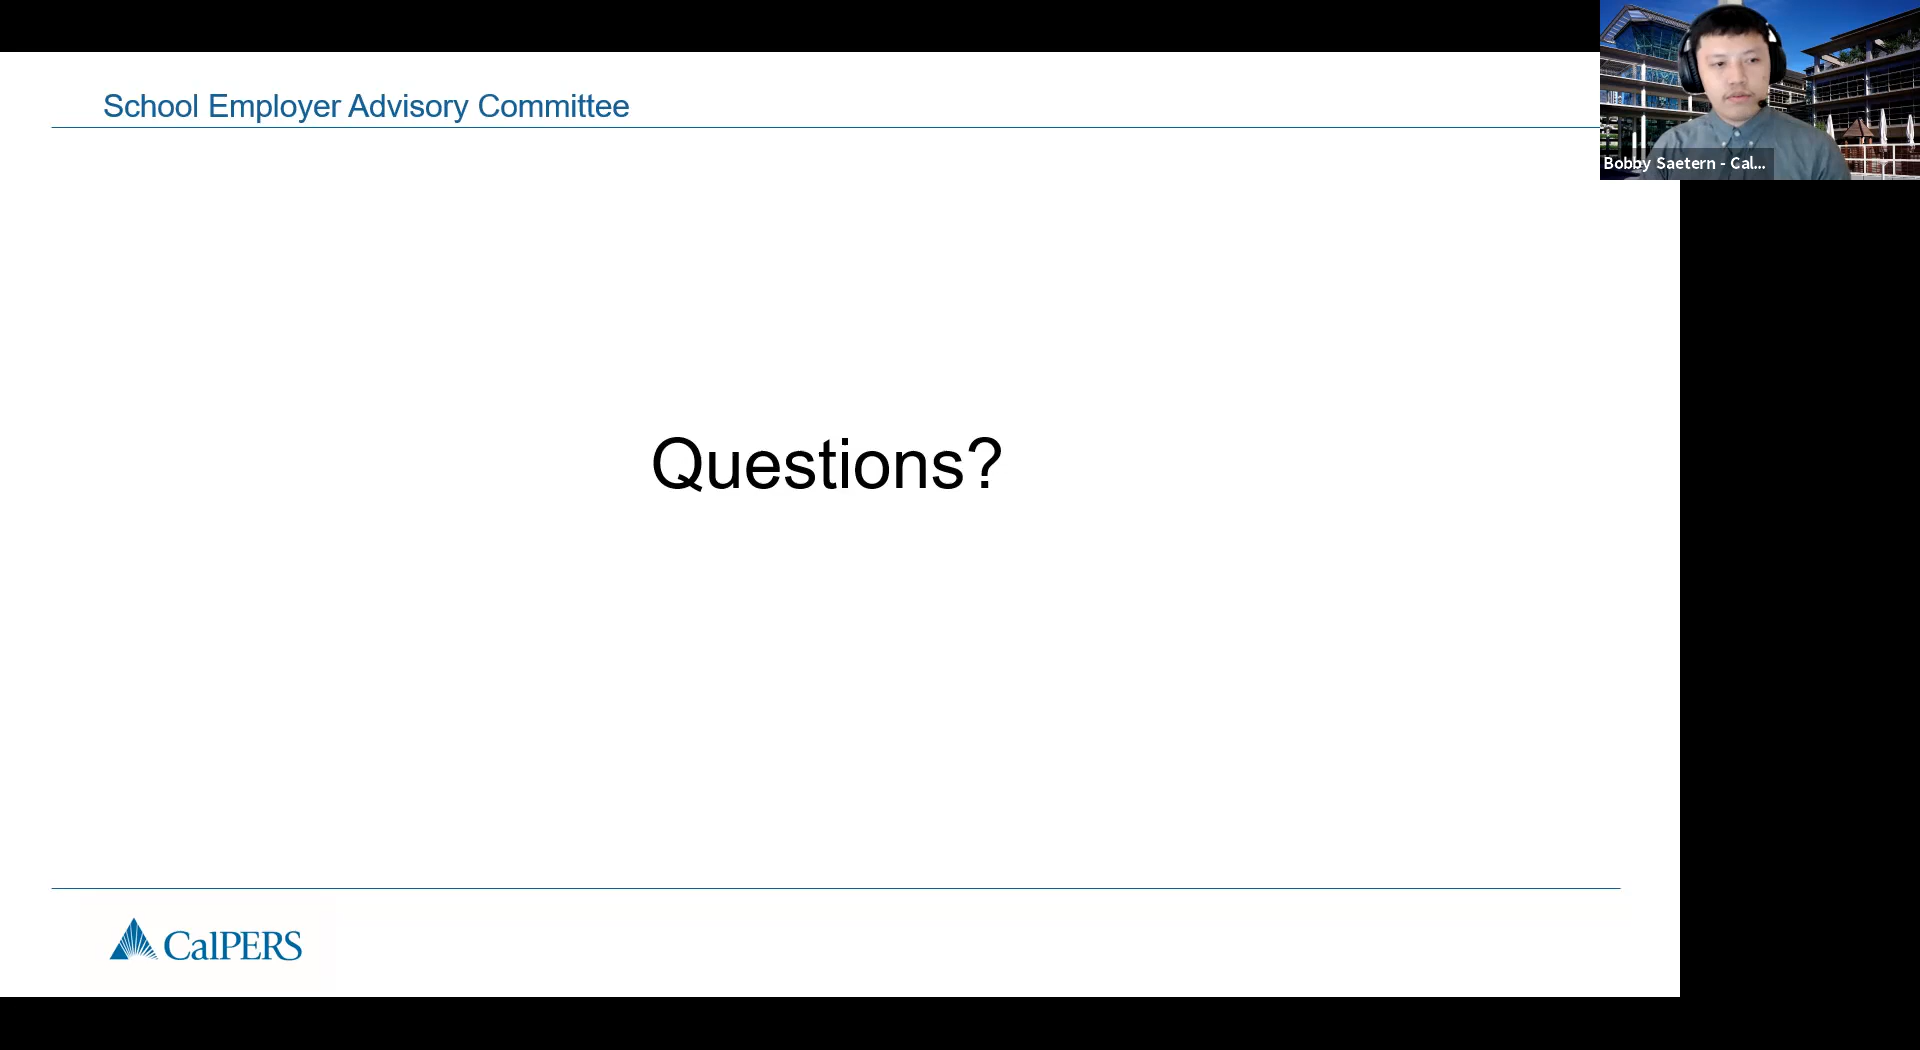 School Employer Advisory Committee
Bobby Saetern - Cal...
Questions?
CalPERS